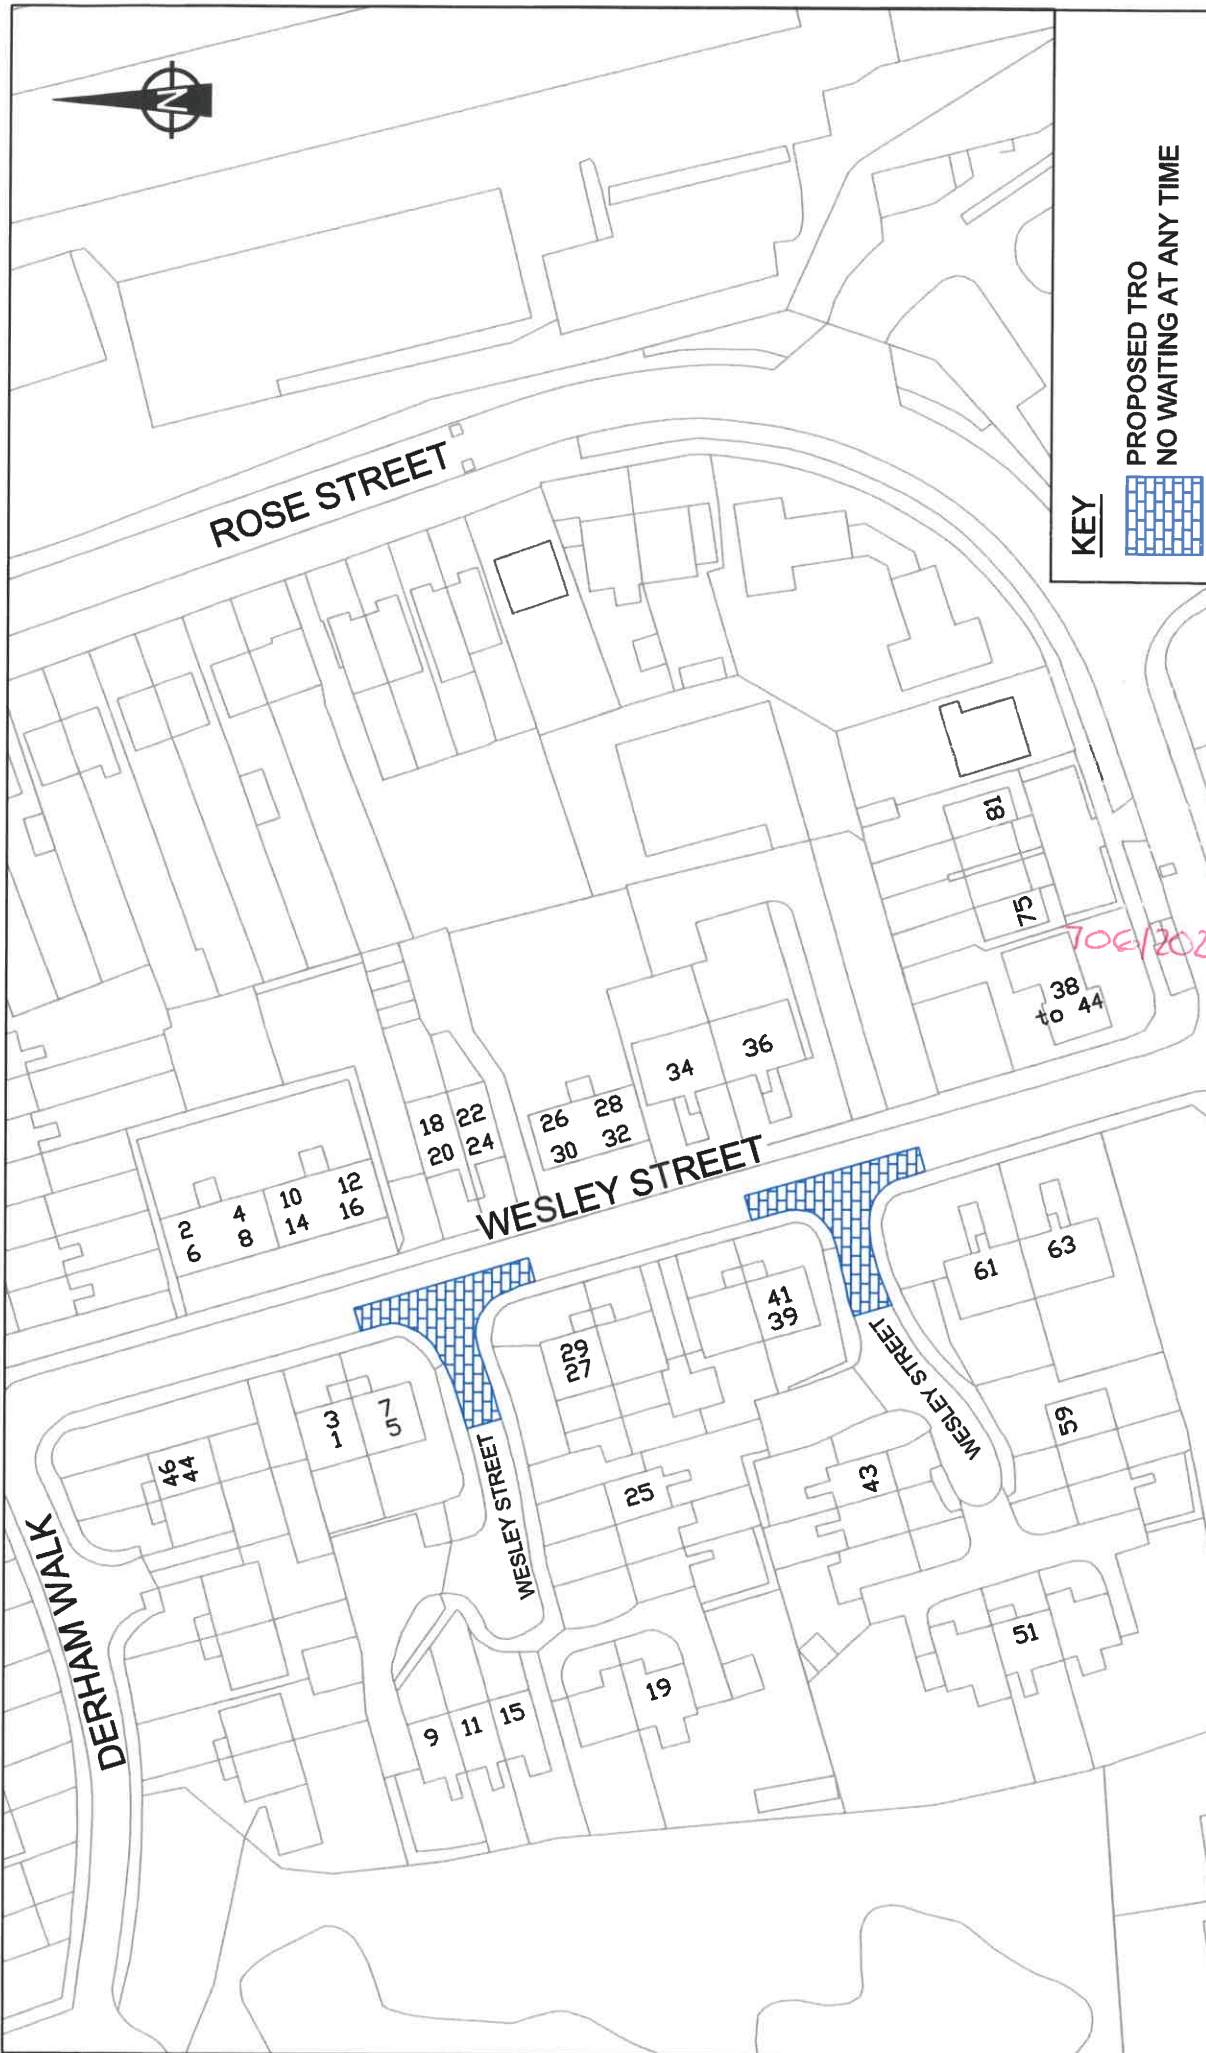 N
ROSE STREET
KEY
PROPOSED TRO
NO WAITING AT ANY TIME
81
75
38
to 44
34
36
18 22
20 24
26 28
30 32
2 4 10 12
6 8 14 16
WESLEY STREET
61
63
41
39
29
27
3 7
1 5
46
44
WESLEY STREET
WESLEY STREET
59
43
25
DERHAM WALK
51
19
9 11 15